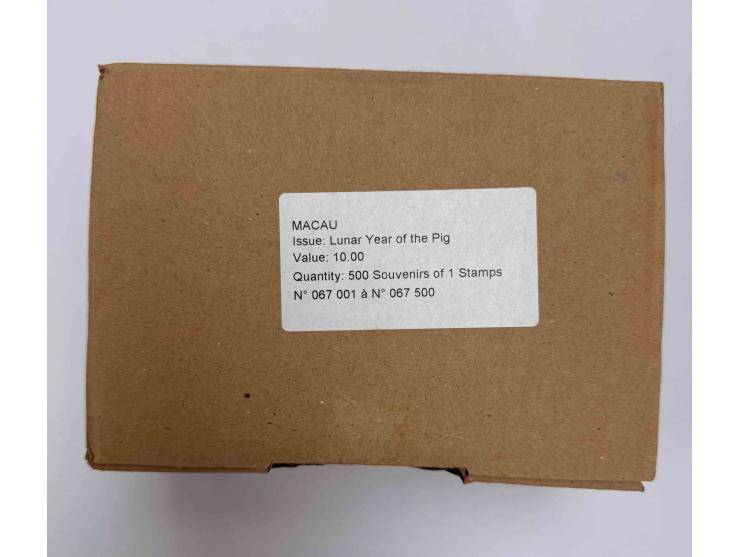 MACAU
Issue: Lunar Year of the Pig
Value: 10.00
Quantity: 500 Souvenirs of 1 Stamps
N° 067 001 à N° 067 500